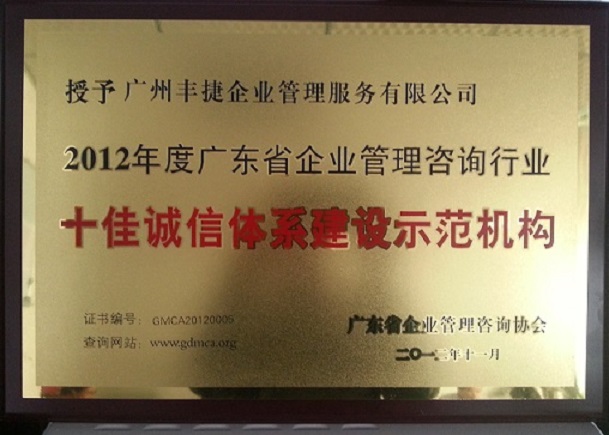 授予 广州丰捷企业管理服务有限公司
2012年度广东省企业管理咨询行业
十佳诚信体系建设示范机构
证书编号: GMCA20120006
查询网站: www.gdmca.org
广东省企业管理咨询协会
二〇一二年十一月